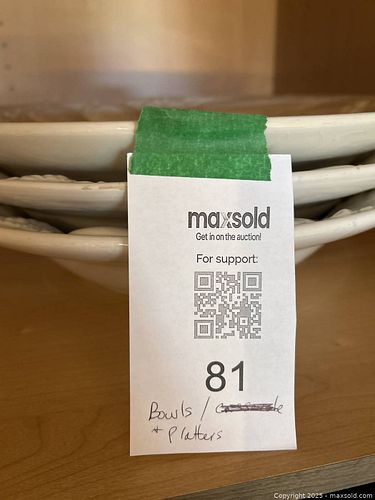 maxsold
Get in on the auction!
For support:
81
Bowls /
+ Platters
Copyright 2025 - maxsold.com